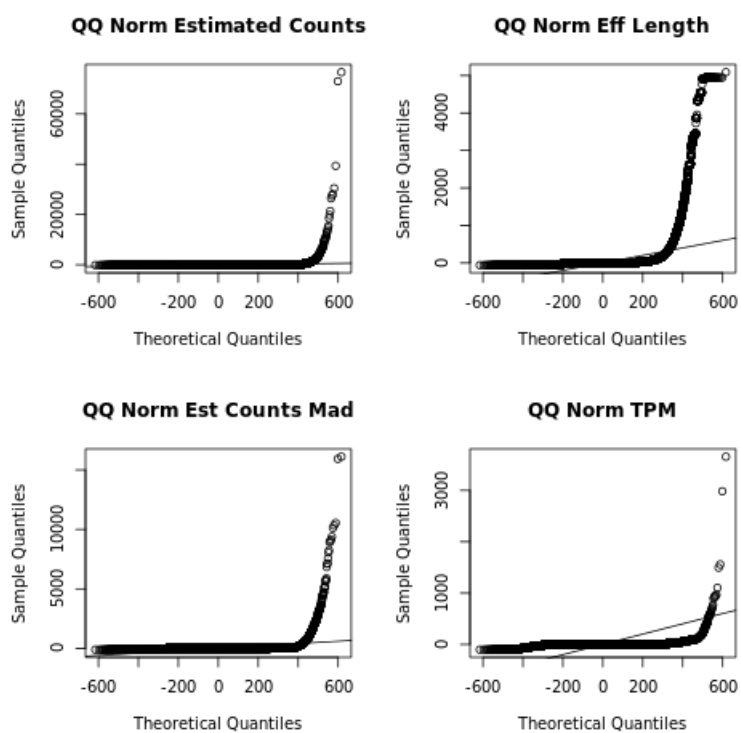 QQ Norm Estimated Counts
Sample Quantiles
0 20000 60000
-600 -200 0 200 600
Theoretical Quantiles
QQ Norm Eff Length
Sample Quantiles
0 2000 4000
-600 -200 0 200 600
Theoretical Quantiles
QQ Norm Est Counts Mad
Sample Quantiles
0 5000 10000
-600 -200 0 200 600
Theoretical Quantiles
QQ Norm TPM
Sample Quantiles
0 1000 3000
-600 -200 0 200 600
Theoretical Quantiles